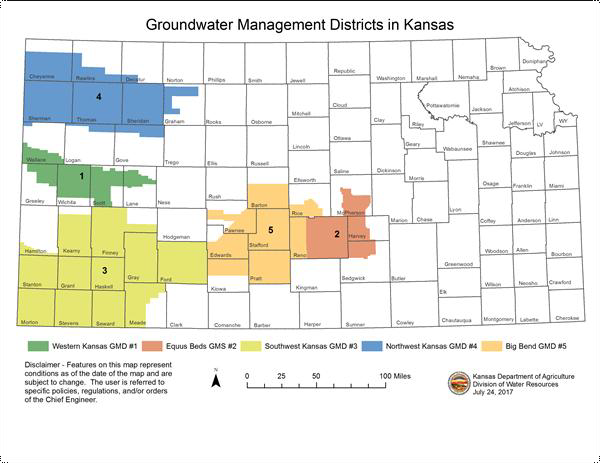 Groundwater Management Districts in Kansas
Cheyenne Rawlins Decatur Norton Phillips Smith Jewell Republic Washington Marshall Nemaha Brown Doniphan
Sherman Thomas Sheridan Graham Rooks Osborne Mitchell Cloud Clay Riley Pottawatomie Jackson Atchison
4
Jefferson LV WY
Wallace Logan Gove Trego Ellis Russell Lincoln Ottawa Geary Wabaunsee Shawnee Douglas Johnson
Saline Dickinson Morris
1
Greeley Wichita Scott Lane Ness Rush Barton Ellsworth Rice McPherson Marion Chase Lyon Osage Franklin Miami
Hamilton Kearny Finney Hodgeman Pawnee Stafford Reno Harvey Coffey Anderson Linn
5
2
Edwards Butler Greenwood Woodson Allen Bourbon
3
Stanton Grant Haskell Gray Ford Kiowa Pratt Kingman Sedgwick Elk Wilson Neosho Crawford
Morton Stevens Seward Meade Clark Comanche Barber Harper Sumner Cowley Chautauqua Montgomery Labette Cherokee
Western Kansas GMD #1 Equus Beds GMS #2 Southwest Kansas GMD #3 Northwest Kansas GMD #4 Big Bend GMD #5
Disclaimer - Features on this map represent
conditions as of the date of the map and are
subject to change. The user is referred to
specific policies, regulations, and/or orders
of the Chief Engineer.
N
0 25 50 100 Miles
Kansas Department of Agriculture
Division of Water Resources
July 24, 2017